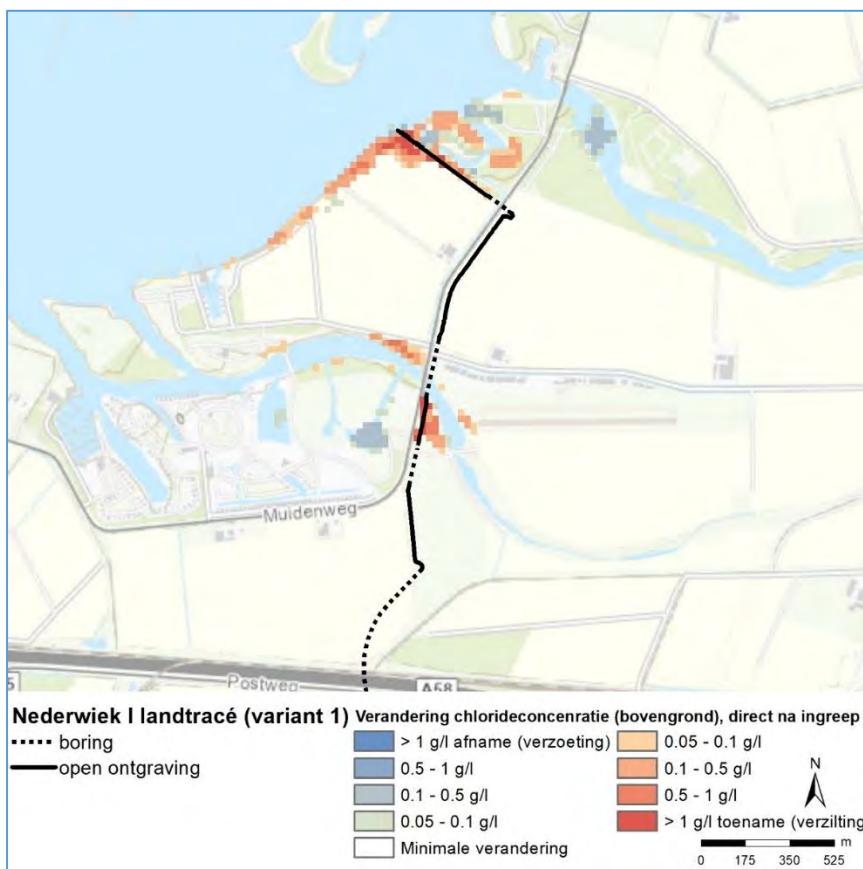 Muidenweg
Postweg
A58
5
Nederwiek I landtracé (variant 1)
boring
open ontgraving
Verandering chlorideconcenratie (bovengrond), direct na ingreep
> 1 g/l afname (verzoeting)
0.5 - 1 g/l
0.1 - 0.5 g/l
0.05 - 0.1 g/l
Minimale verandering
0.05 - 0.1 g/l
0.1 - 0.5 g/l
0.5 - 1 g/l
> 1 g/l toename (verzilting
N
m
0 175 350 525